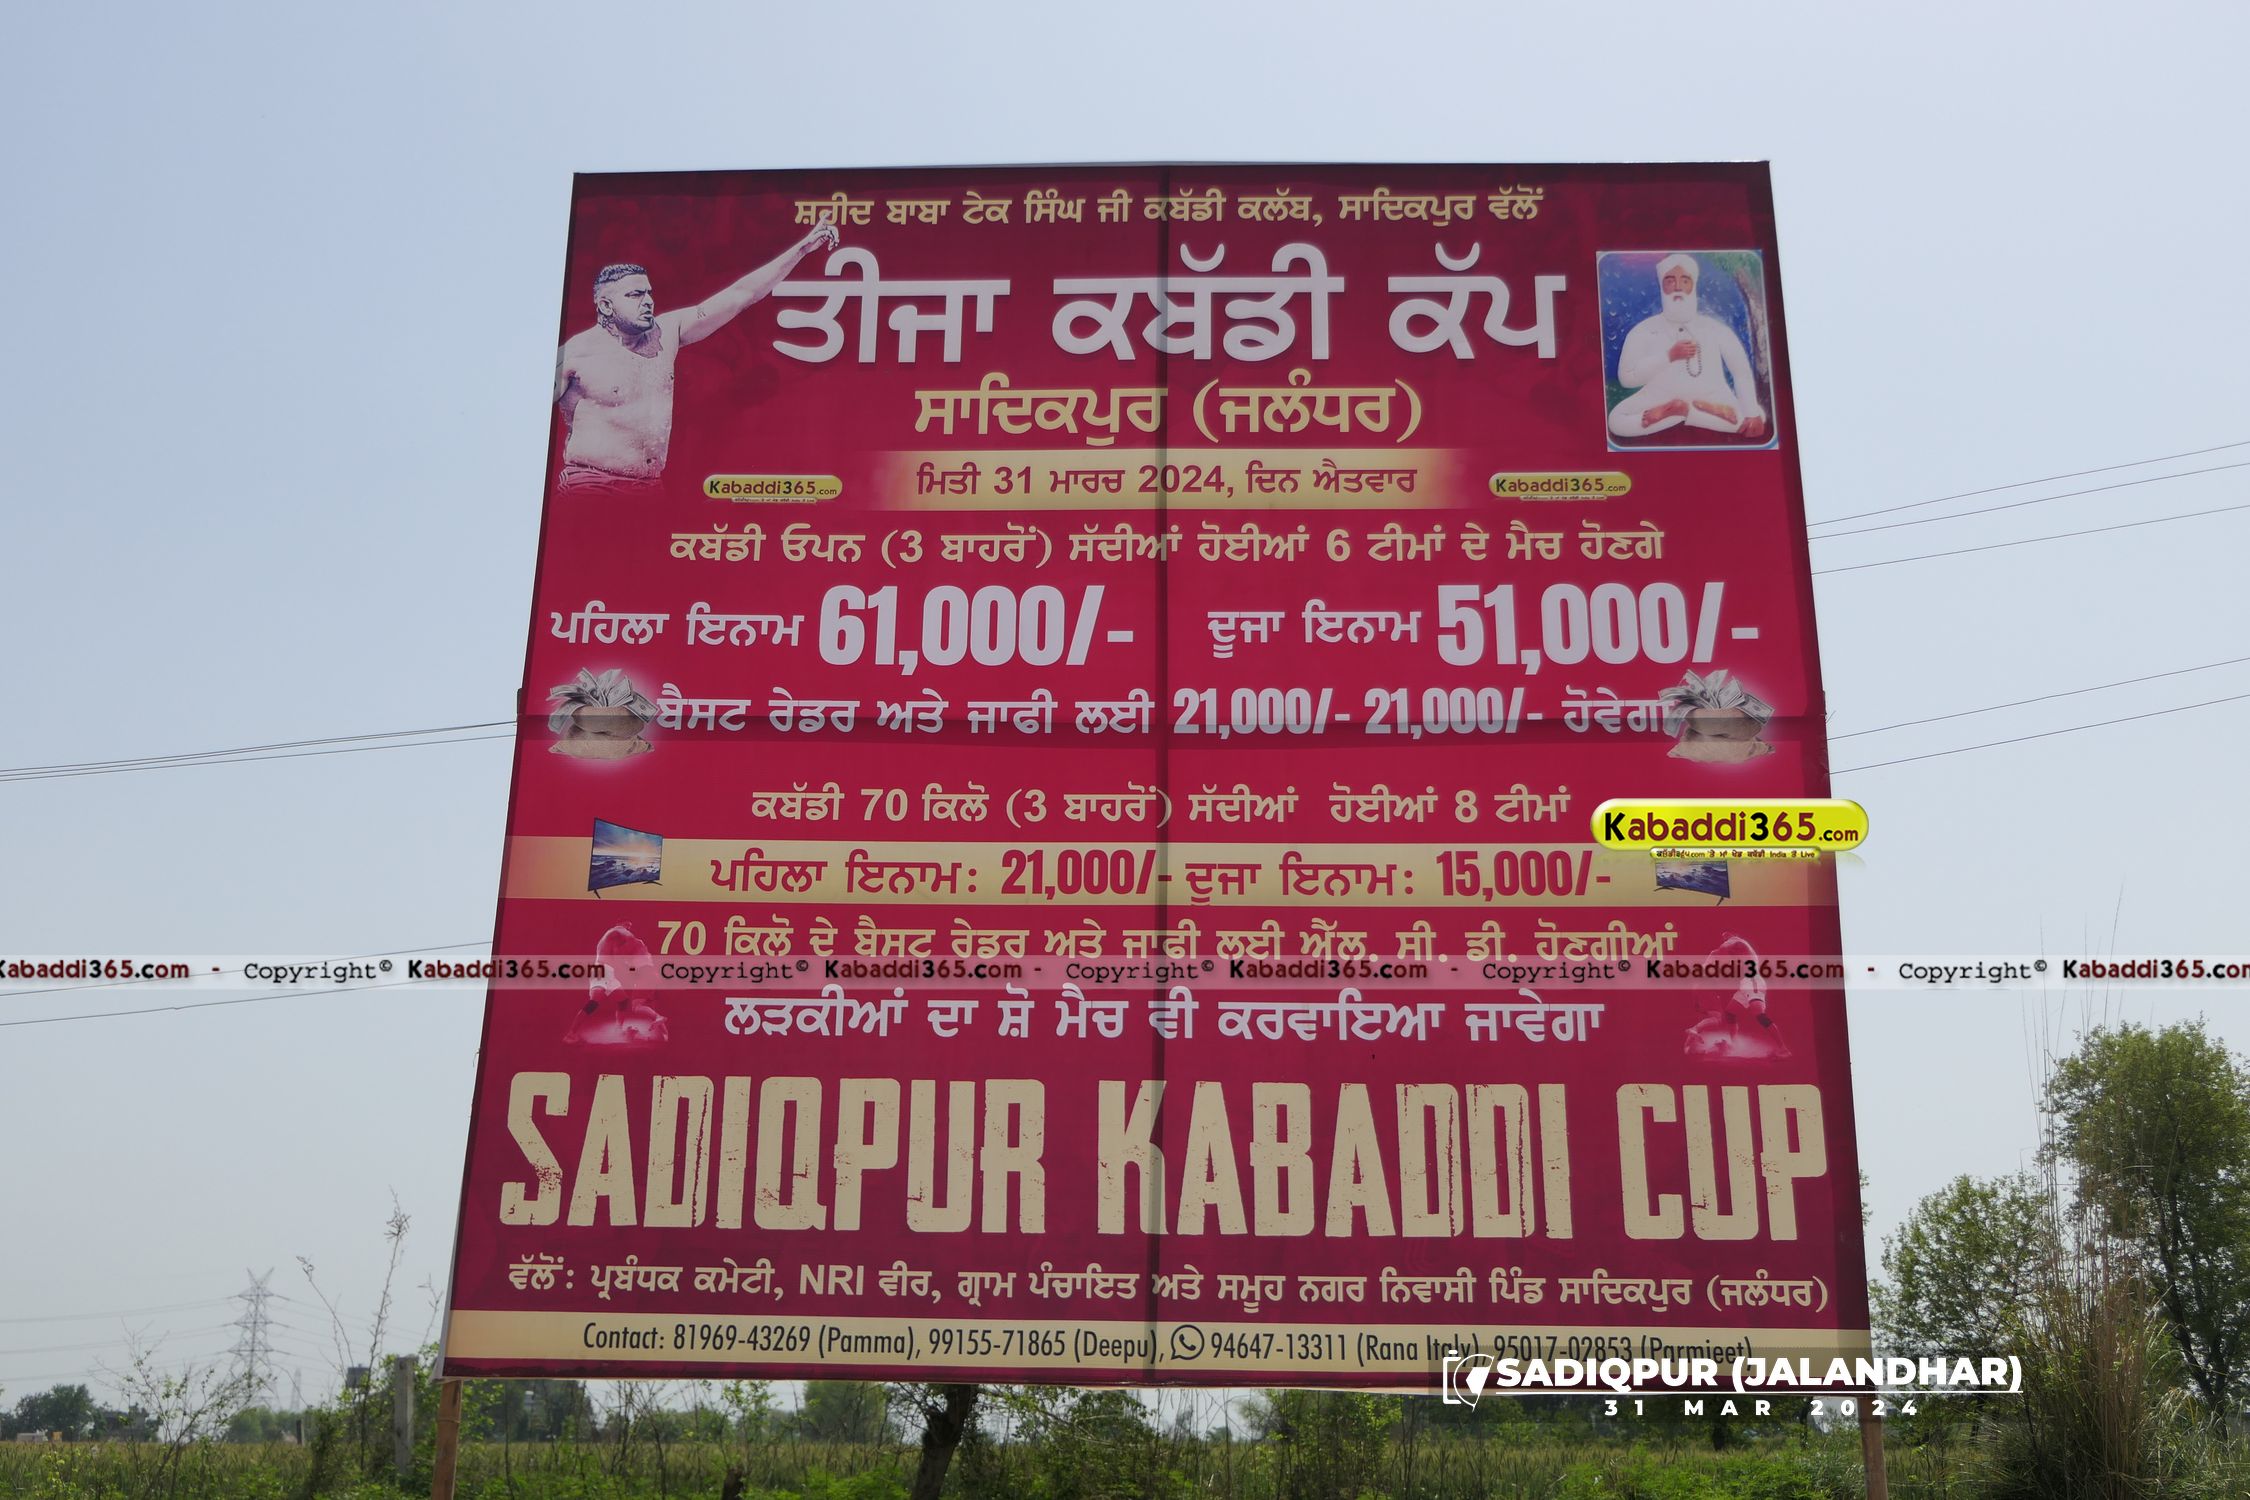 ਸ਼ਹੀਦ ਬਾਬਾ ਟੇਕ ਸਿੰਘ ਜੀ ਕਬੱਡੀ ਕਲੱਬ, ਸਾਦਿਕਪੁਰ ਵੱਲੋਂ
ਤੀਜਾ ਕਬੱਡੀ ਕੱਪ
ਸਾਦਿਕਪੁਰ (ਜਲੰਧਰ)
Kabaddi365.com ਮਿਤੀ 31 ਮਾਰਚ 2024, ਦਿਨ ਐਤਵਾਰ Kabaddi365.com
ਕਬੱਡੀ ਓਪਨ (3 ਬਾਹਰੋਂ) ਸੱਦੀਆਂ ਹੋਈਆਂ 6 ਟੀਮਾਂ ਦੇ ਮੈਚ ਹੋਣਗੇ
ਪਹਿਲਾ ਇਨਾਮ 61,000/- ਦੂਜਾ ਇਨਾਮ 51,000/-
ਬੈਸਟ ਰੇਡਰ ਅਤੇ ਜਾਫੀ ਲਈ 21,000/- 21,000/- ਹੋਵੇਗਾ
ਕਬੱਡੀ 70 ਕਿਲੋ (3 ਬਾਹਰੋਂ) ਸੱਦੀਆਂ ਹੋਈਆਂ 8 ਟੀਮਾਂ
Kabaddi365.com
ਪਹਿਲਾ ਇਨਾਮ: 21,000/- ਦੂਜਾ ਇਨਾਮ: 15,000/-
70 ਕਿਲੋ ਦੇ ਬੈਸਟ ਰੇਡਰ ਅਤੇ ਜਾਫੀ ਲਈ ਐੱਲ. ਸੀ. ਡੀ. ਹੋਣਗੀਆਂ
Kabaddi365.com - Copyright© Kabaddi365.com - Copyright© Kabaddi365.com - Copyright© Kabaddi365.com - Copyright© Kabaddi365.com - Copyright© Kabaddi365.com
ਲੜਕੀਆਂ ਦਾ ਸ਼ੋ ਮੈਚ ਵੀ ਕਰਵਾਇਆ ਜਾਵੇਗਾ
SADIQPUR KABADDI CUP
ਵੱਲੋਂ: ਪ੍ਰਬੰਧਕ ਕਮੇਟੀ, NRI ਵੀਰ, ਗ੍ਰਾਮ ਪੰਚਾਇਤ ਅਤੇ ਸਮੂਹ ਨਗਰ ਨਿਵਾਸੀ ਪਿੰਡ ਸਾਦਿਕਪੁਰ (ਜਲੰਧਰ)
Contact: 81969-43269 (Pamma), 99155-71865 (Deepu), 94647-13311 (Rana Italy), 95017-02853 (Parmjeet)
SADIQPUR (JALANDHAR)
31 MAR 2024